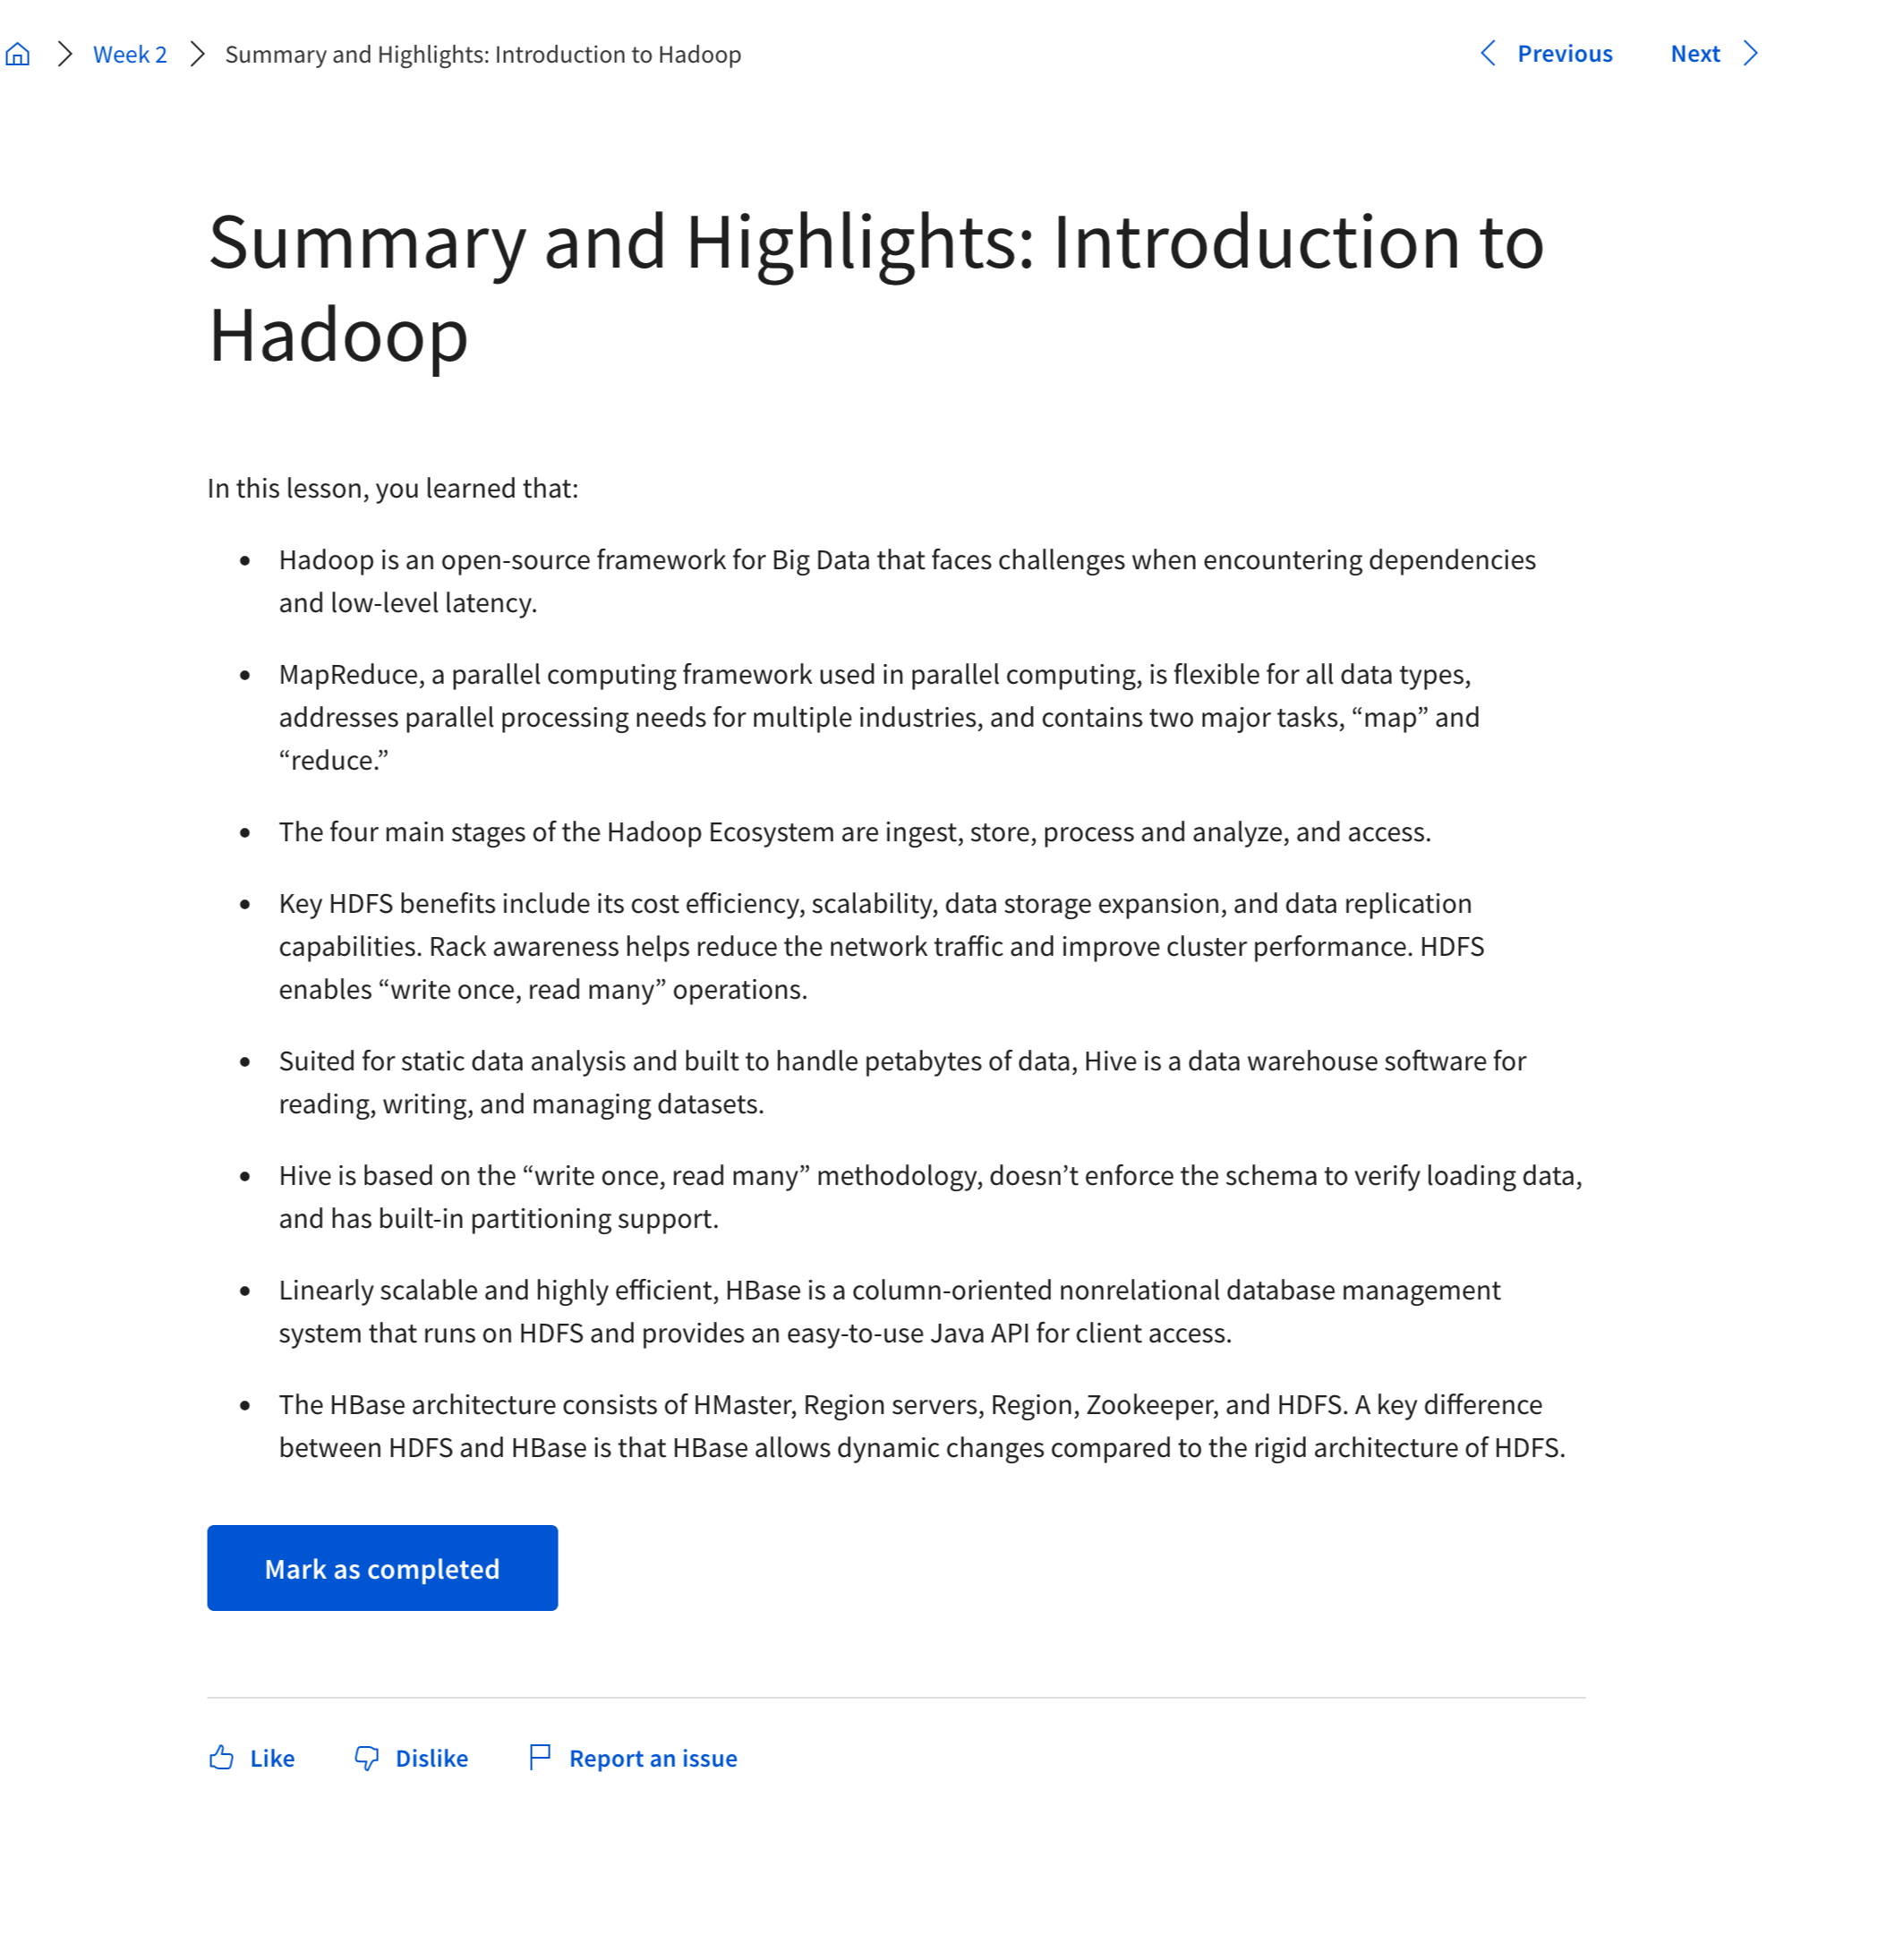 Week 2
Summary and Highlights: Introduction to Hadoop
Previous
Next
Summary and Highlights: Introduction to
Hadoop
In this lesson, you learned that:
• Hadoop is an open-source framework for Big Data that faces challenges when encountering dependencies
and low-level latency.
• MapReduce, a parallel computing framework used in parallel computing, is flexible for all data types,
addresses parallel processing needs for multiple industries, and contains two major tasks, “map” and
“reduce.”
• The four main stages of the Hadoop Ecosystem are ingest, store, process and analyze, and access.
• Key HDFS benefits include its cost efficiency, scalability, data storage expansion, and data replication
capabilities. Rack awareness helps reduce the network traffic and improve cluster performance. HDFS
enables “write once, read many” operations.
• Suited for static data analysis and built to handle petabytes of data, Hive is a data warehouse software for
reading, writing, and managing datasets.
• Hive is based on the “write once, read many” methodology, doesn’t enforce the schema to verify loading data,
and has built-in partitioning support.
• Linearly scalable and highly efficient, HBase is a column-oriented nonrelational database management
system that runs on HDFS and provides an easy-to-use Java API for client access.
• The HBase architecture consists of HMaster, Region servers, Region, Zookeeper, and HDFS. A key difference
between HDFS and HBase is that HBase allows dynamic changes compared to the rigid architecture of HDFS.
Mark as completed
Like
Dislike
Report an issue